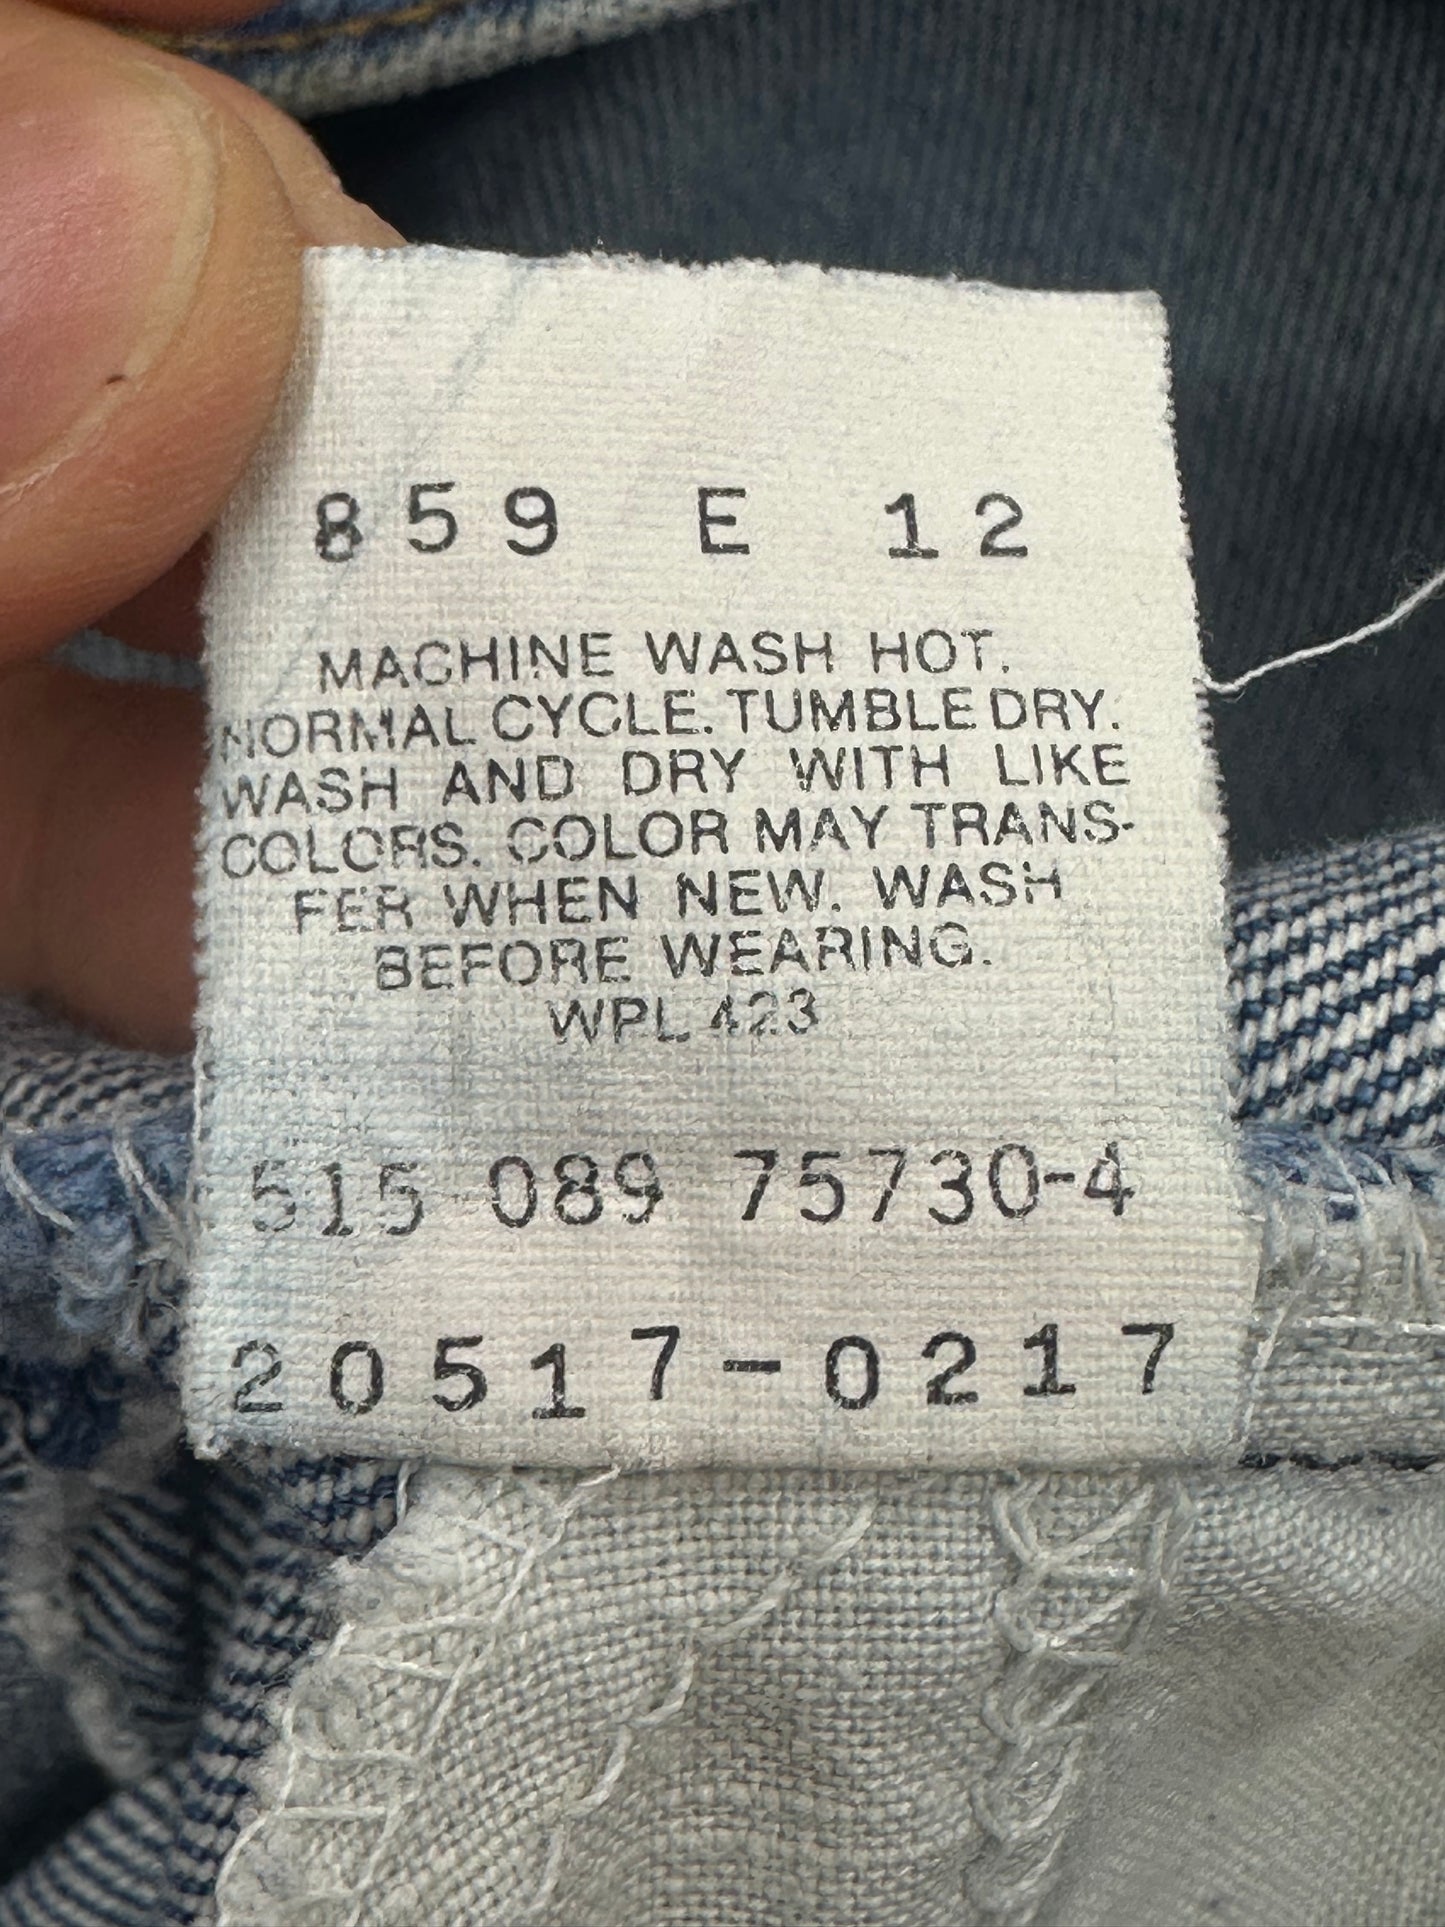 859 E 12
MACHINE WASH HOT.
NORMAL CYCLE. TUMBLE DRY.
WASH AND DRY WITH LIKE
COLORS. COLOR MAY TRANS-
FER WHEN NEW. WASH
BEFORE WEARING.
WPL 423
515 089 75730-4
20517-0217